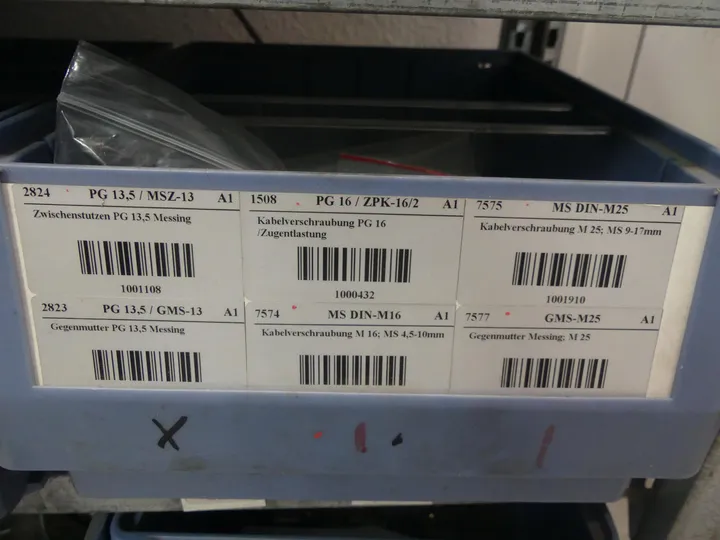 2824 PG 13,5 / MSZ-13 A1
Zwischenstutzen PG 13,5 Messing
1001108
1508 PG 16 / ZPK-16/2 A1
Kabelverschraubung PG 16
/Zugentlastung
1000432
7575 MS DIN-M25 A1
Kabelverschraubung M 25; MS 9-17mm
1001910
2823 PG 13,5 / GMS-13 A1
Gegenmutter PG 13,5 Messing
7574 MS DIN-M16 A1
Kabelverschraubung M 16; MS 4,5-10mm
7577 GMS-M25 A1
Gegenmutter Messing; M 25
X